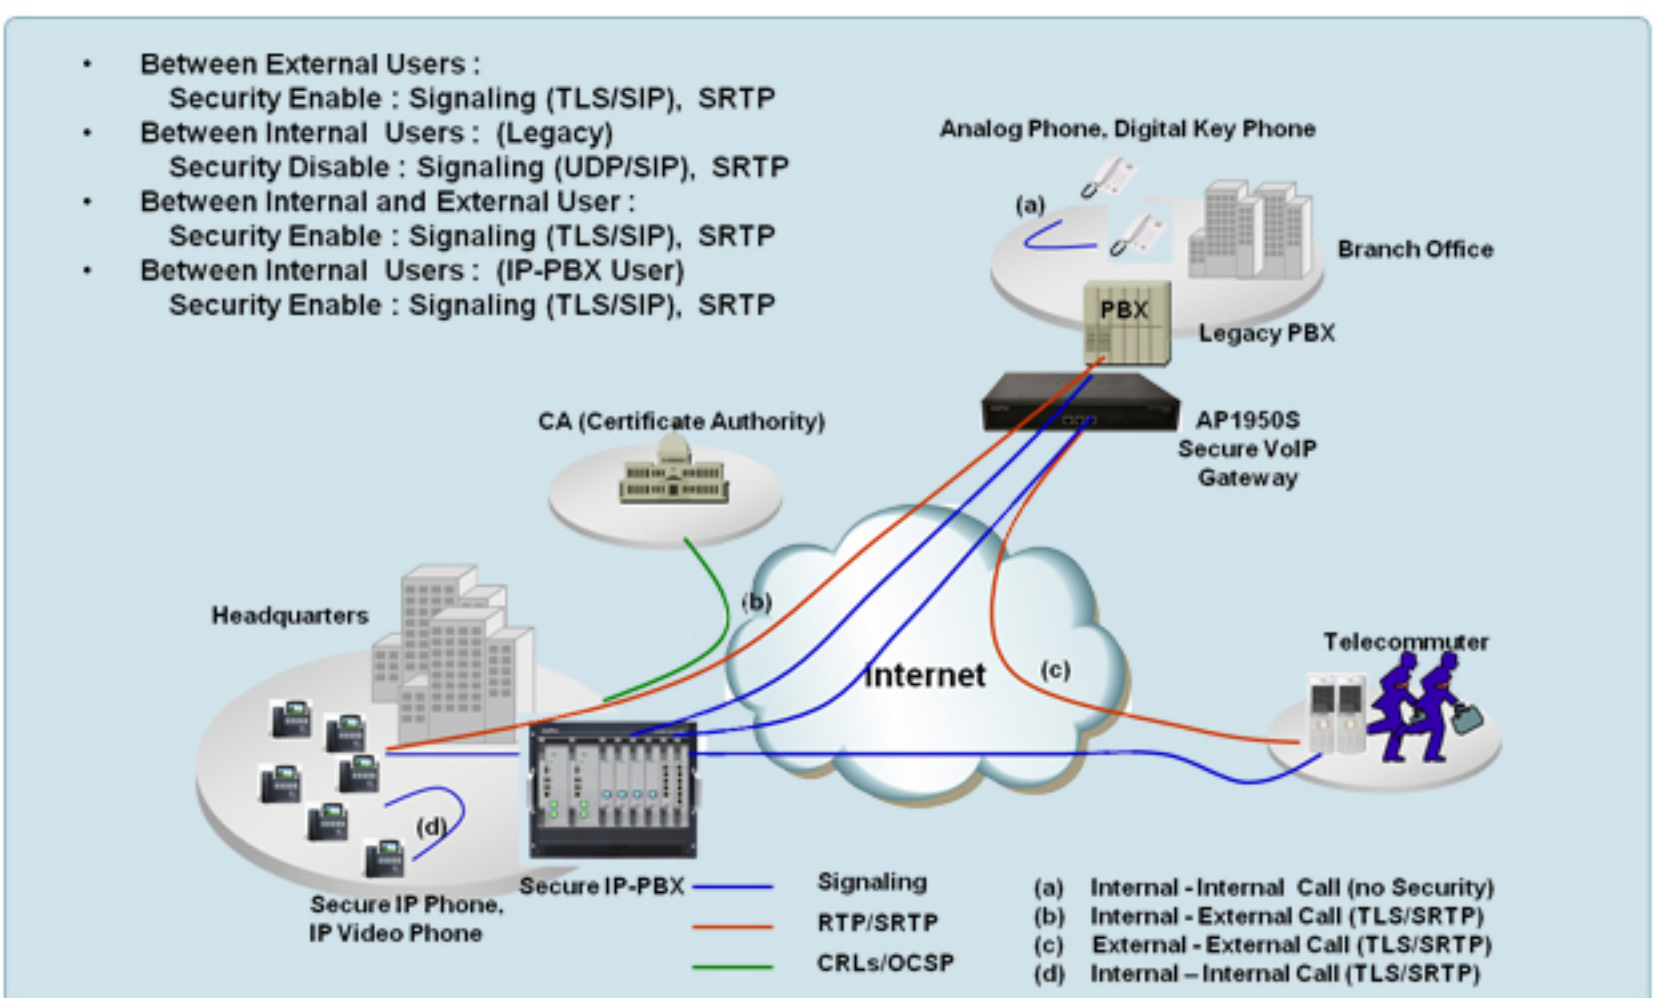 • Between External Users :
Security Enable : Signaling (TLS/SIP), SRTP
• Between Internal Users : (Legacy)
Security Disable : Signaling (UDP/SIP), SRTP
• Between Internal and External User :
Security Enable : Signaling (TLS/SIP), SRTP
• Between Internal Users : (IP-PBX User)
Security Enable : Signaling (TLS/SIP), SRTP
Analog Phone, Digital Key Phone
(a)
Branch Office
PBX
Legacy PBX
AP1950S
Secure VoIP
Gateway
CA (Certificate Authority)
(b)
Headquarters
Internet
(c)
Telecommuter
(d)
Secure IP-PBX
Secure IP Phone,
IP Video Phone
Signaling
RTP/SRTP
CRLs/OCSP
(a) Internal - Internal Call (no Security)
(b) Internal - External Call (TLS/SRTP)
(c) External - External Call (TLS/SRTP)
(d) Internal – Internal Call (TLS/SRTP)